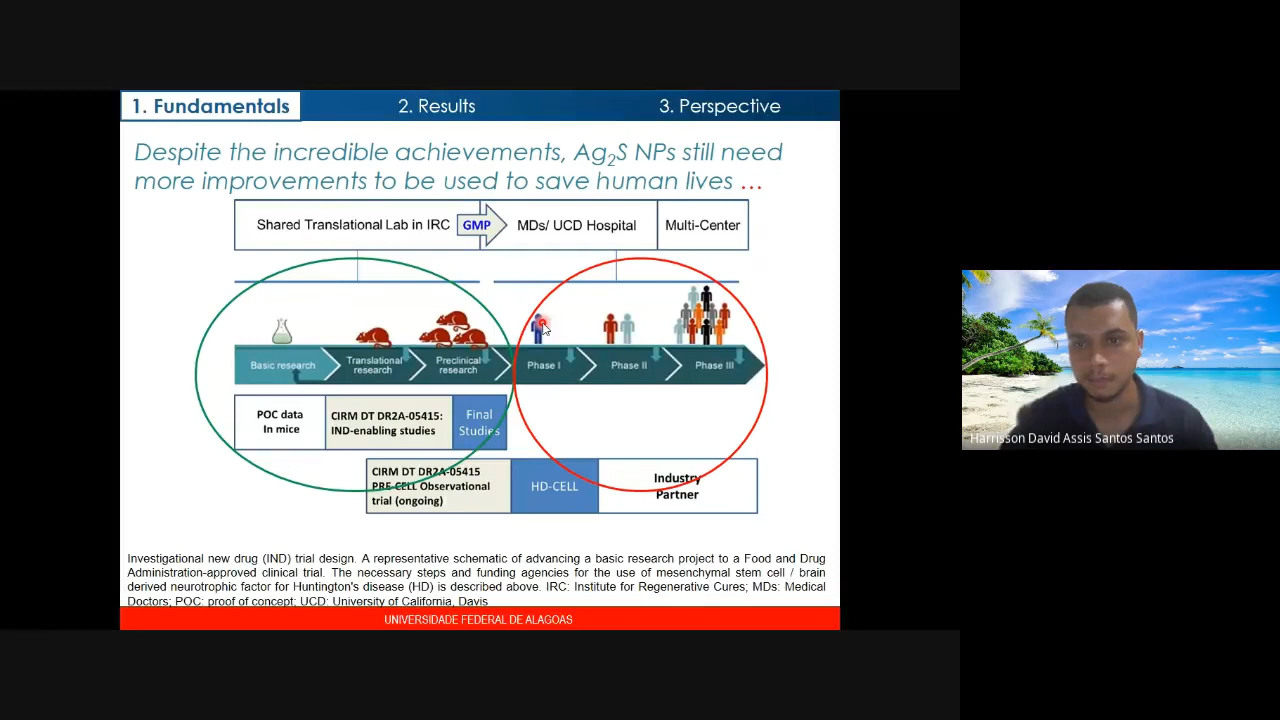 1. Fundamentals
2. Results
3. Perspective
Despite the incredible achievements, Ag₂S NPs still need
more improvements to be used to save human lives …
Shared Translational Lab in IRC
GMP
MDs/ UCD Hospital
Multi-Center
Basic research
Translational
research
Preclinical
research
Phase I
Phase II
Phase III
POC data
In mice
CIRM DT DR2A-05415:
IND-enabling studies
Final
Studies
CIRM DT DR2A-05415
PRE-CELL Observational
trial (ongoing)
HD-CELL
Industry
Partner
Investigational new drug (IND) trial design. A representative schematic of advancing a basic research project to a Food and Drug
Administration-approved clinical trial. The necessary steps and funding agencies for the use of mesenchymal stem cell / brain
derived neurotrophic factor for Huntington's disease (HD) is described above. IRC: Institute for Regenerative Cures; MDs: Medical
Doctors; POC: proof of concept; UCD: University of California, Davis
UNIVERSIDADE FEDERAL DE ALAGOAS
Harrisson David Assis Santos Santos